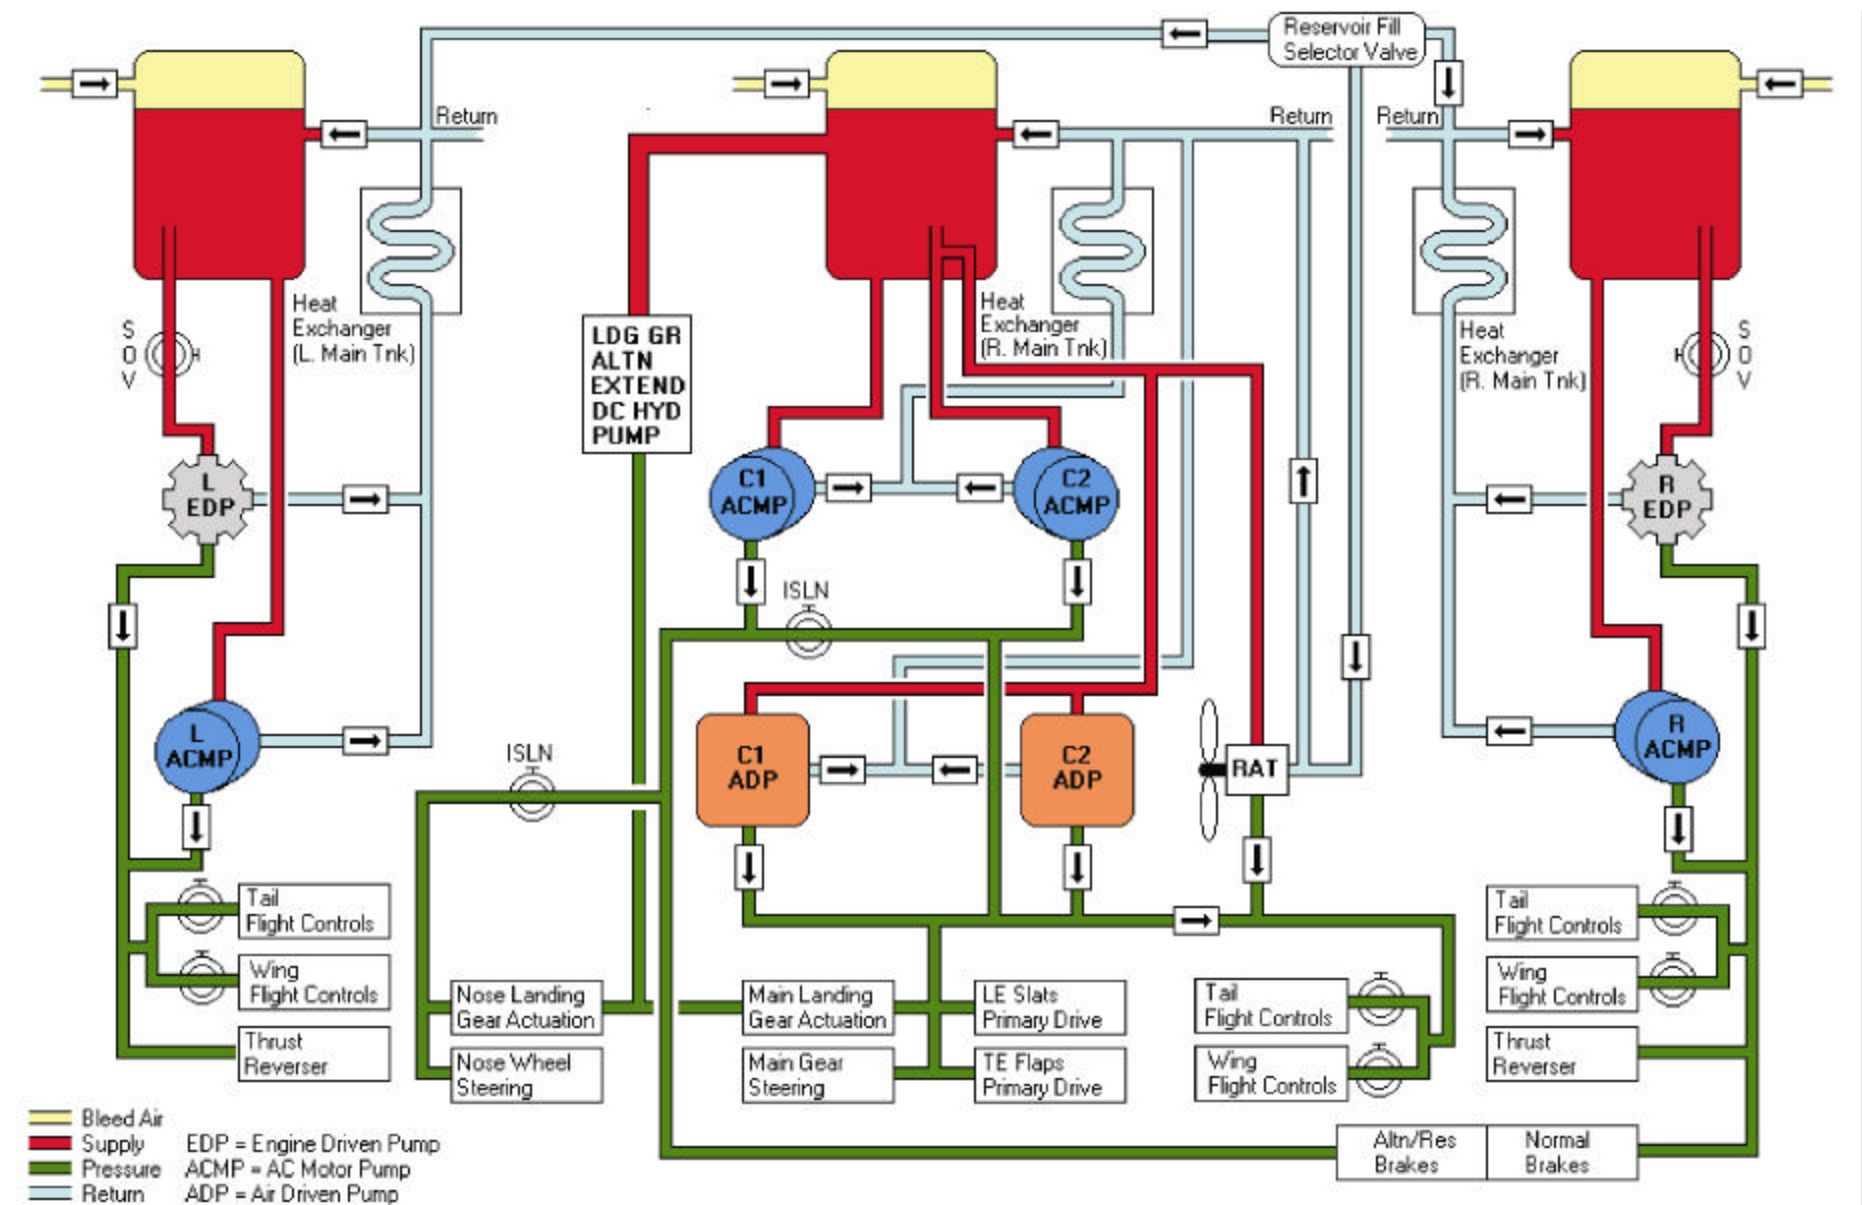 Reservoir Fill
Selector Valve
Return
Return
Return
Heat
Exchanger
(L. Main Tnk)
Heat
Exchanger
(R. Main Tnk)
Heat
Exchanger
(R. Main Tnk)
S
O
V
S
O
V
LDG GR
ALTN
EXTEND
DC HYD
PUMP
L
EDP
C1
ACMP
C2
ACMP
R
EDP
ISLN
L
ACMP
ISLN
C1
ADP
C2
ADP
RAT
R
ACMP
Tail
Flight Controls
Wing
Flight Controls
Thrust
Reverser
Nose Landing
Gear Actuation
Nose Wheel
Steering
Main Landing
Gear Actuation
Main Gear
Steering
LE Slats
Primary Drive
TE Flaps
Primary Drive
Tail
Flight Controls
Wing
Flight Controls
Tail
Flight Controls
Wing
Flight Controls
Thrust
Reverser
Altn/Res
Brakes
Normal
Brakes
Bleed Air
Supply
EDP = Engine Driven Pump
Pressure
ACMP = AC Motor Pump
Return
ADP = Air Driven Pump